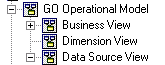 GO Operational Model
Business View
Dimension View
Data Source View